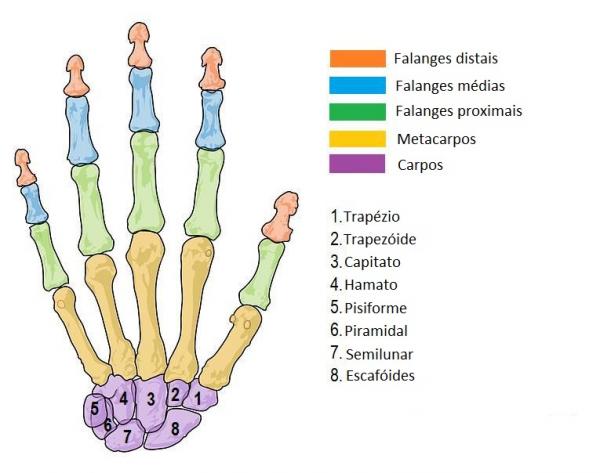 Falanges distais
Falanges médias
Falanges proximais
Metacarpos
Carpos
1. Trapézio
2. Trapezóide
3. Capitato
4. Hamato
5. Pisiforme
6. Piramidal
7. Semilunar
8. Escafóides
5 4 3 2 1
6 7 8